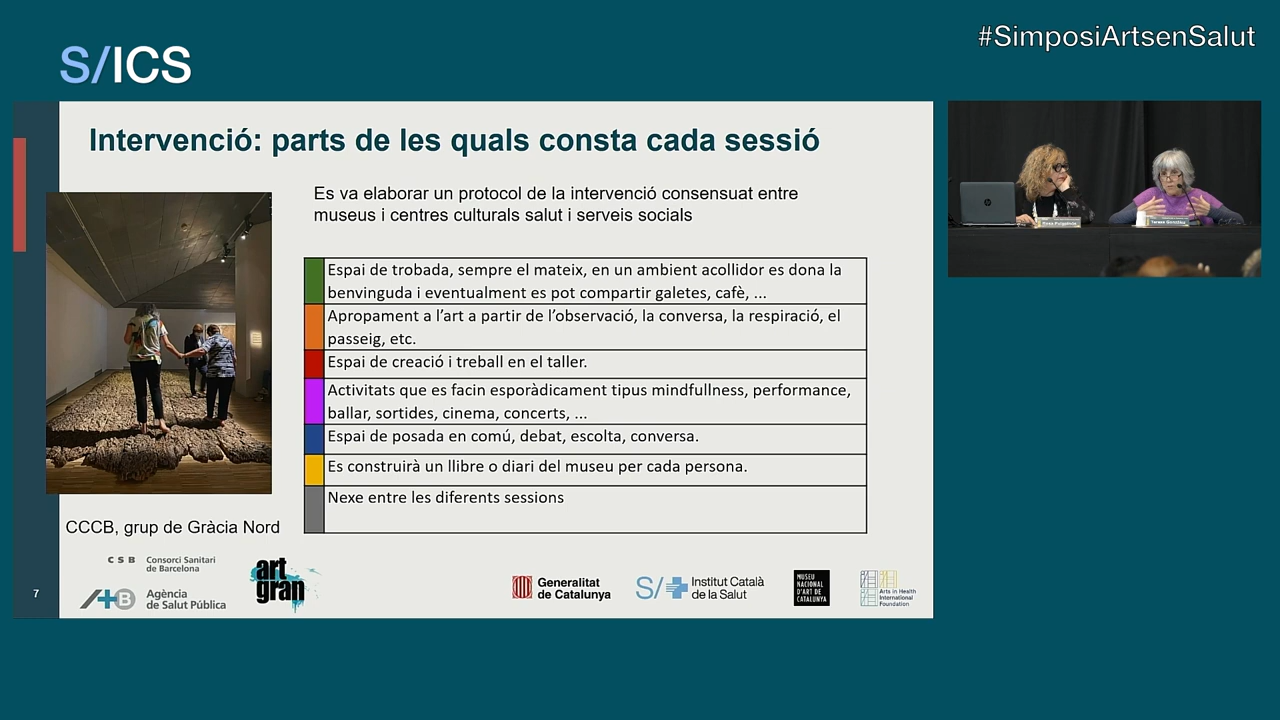 #SimposiArtsenSalut
S/ICS
Intervenció: parts de les quals consta cada sessió
Es va elaborar un protocol de la intervenció consensuat entre
museus i centres culturals salut i serveis socials
Espai de trobada, sempre el mateix, en un ambient acollidor es dona la
benvinguda i eventualment es pot compartir galetes, cafè, ...
Apropament a l’art a partir de l’observació, la conversa, la respiració, el
passeig, etc.
Espai de creació i treball en el taller.
Activitats que es facin esporàdicament tipus mindfullness, performance,
ballar, sortides, cinema, concerts, ...
Espai de posada en comú, debat, escolta, conversa.
Es construirà un llibre o diari del museu per cada persona.
Nexe entre les diferents sessions
CCCB, grup de Gràcia Nord
CSB Consorci Sanitari
de Barcelona
Agència
de Salut Pública
art
gran
Generalitat
de Catalunya
S/ Institut Català
de la Salut
MUSEU
NACIONAL
D'ART DE
CATALUNYA
Arts in Health
International
Foundation
7